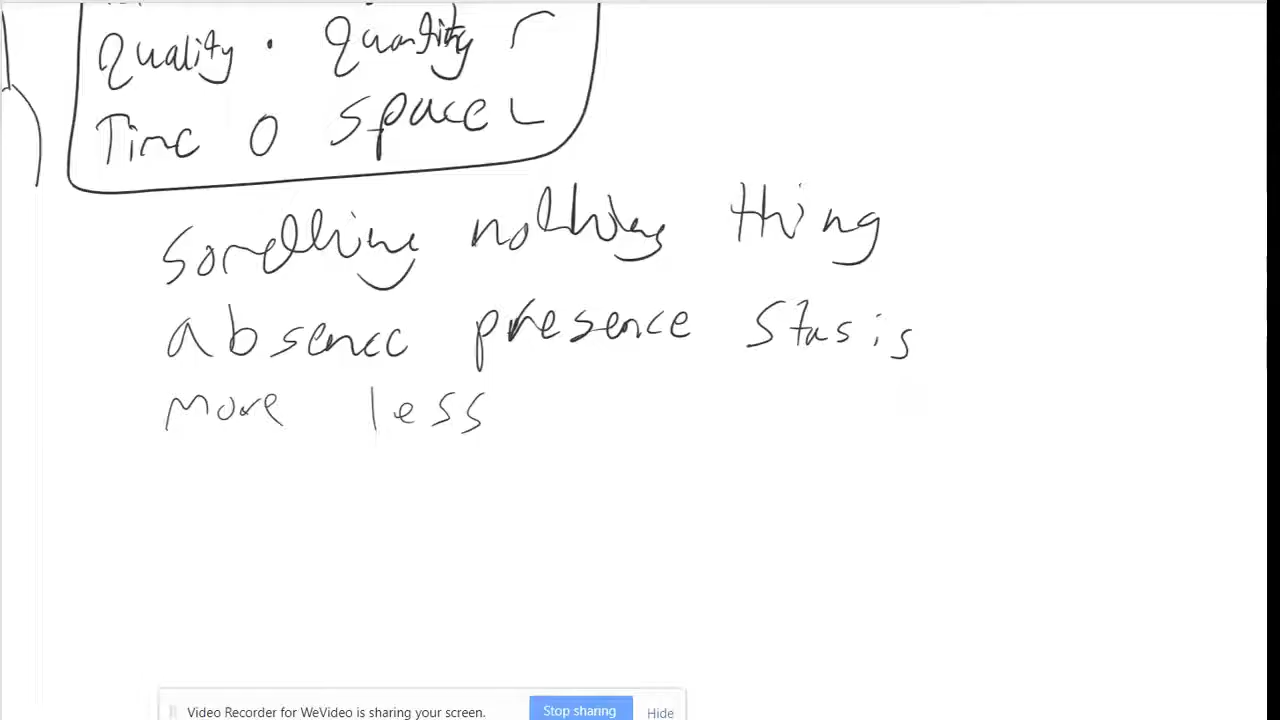 Quality · Quantity
Time O space
something nothing thing
absence presence stasis
more less
Video Recorder for WeVideo is sharing your screen. Stop sharing Hide